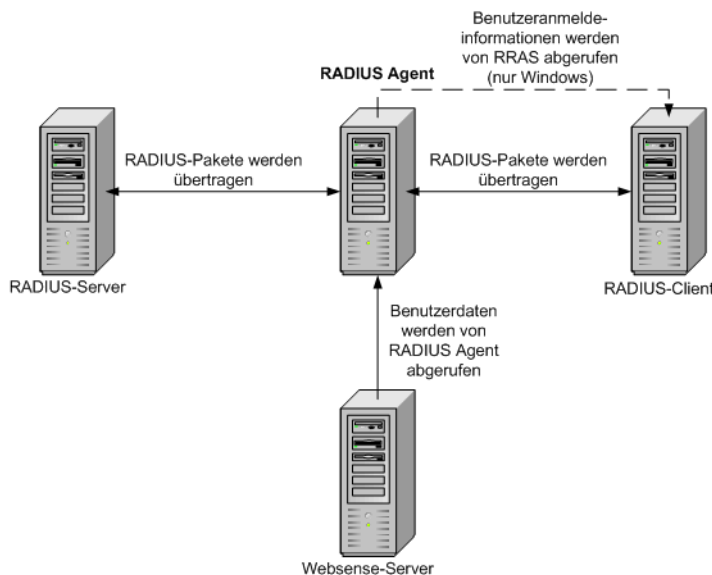 Benutzeranmelde-
informationen werden
von RRAS abgerufen
(nur Windows)
RADIUS Agent
RADIUS-Pakete werden
übertragen
RADIUS-Pakete werden
übertragen
RADIUS-Server
RADIUS-Client
Benutzerdaten
werden von
RADIUS Agent
abgerufen
Websense-Server